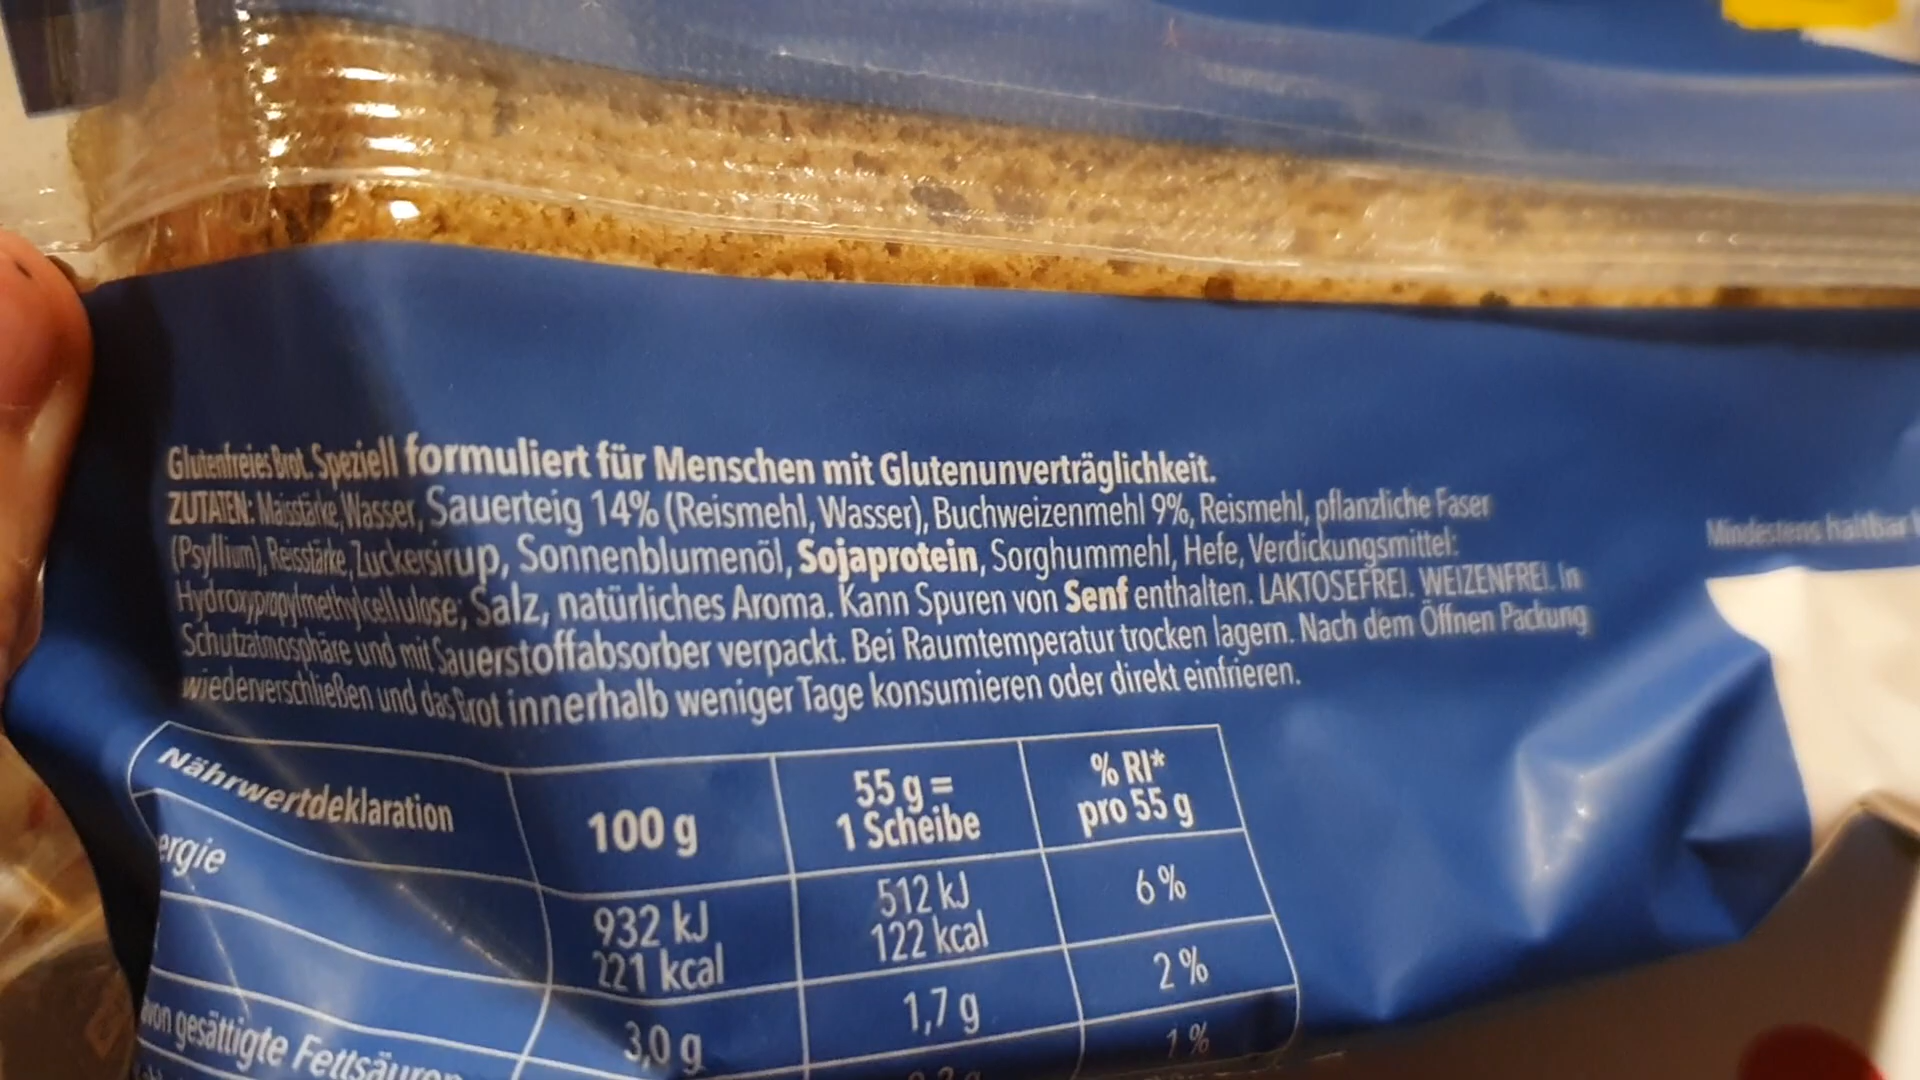 Glutenfreies Brot. Speziell formuliert für Menschen mit Glutenunverträglichkeit.
ZUTATEN: Maisstärke, Wasser, Sauerteig 14% (Reismehl, Wasser), Buchweizenmehl 9%, Reismehl, pflanzliche Faser
(Psyllium), Reisstärke, Zuckersirup, Sonnenblumenöl, Sojaprotein, Sorghummehl, Hefe, Verdickungsmittel:
Hydroxypropylmethylcellulose; Salz, natürliches Aroma. Kann Spuren von Senf enthalten. LAKTOSEFREI. WEIZENFREI. In
Schutzatmosphäre und mit Sauerstoffabsorber verpackt. Bei Raumtemperatur trocken lagern. Nach dem Öffnen Packung
wiederverschließen und das Brot innerhalb weniger Tage konsumieren oder direkt einfrieren.
Mindestens haltbar
Nährwertdeklaration 100 g 55 g = 1 Scheibe % RI* pro 55 g
ergie 932 kJ 512 kJ 6%
221 kcal 122 kcal
3,0 g 1,7 g 2%
von gesättigte Fettsäuren 1%